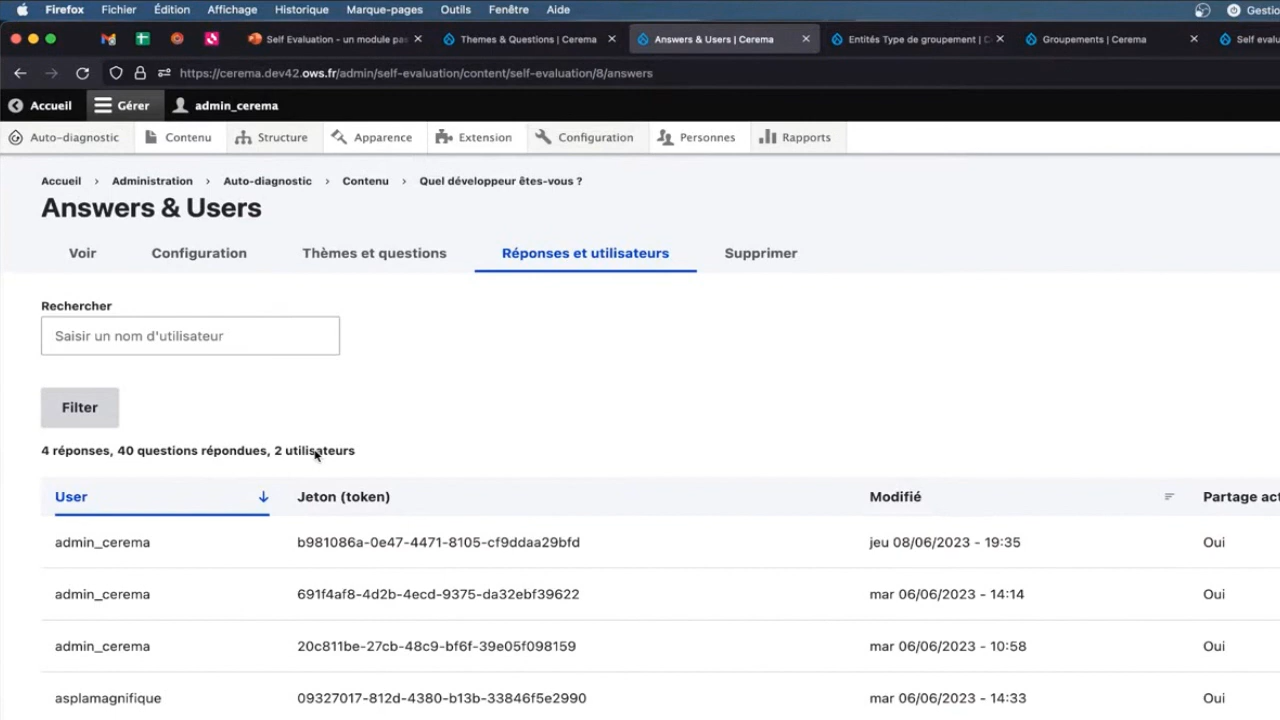 Firefox Fichier Édition Affichage Historique Marque-pages Outils Fenêtre Aide Gestio
Self Evaluation - un module pa Themes & Questions | Cerema Answers & Users | Cerema Entités Type de groupement | C Groupements | Cerema Self evalu
https://cerema.dev42.ows.fr/admin/self-evaluation/content/self-evaluation/8/answers
Accueil Gérer admin_cerema
Auto-diagnostic Contenu Structure Apparence Extension Configuration Personnes Rapports
Accueil › Administration › Auto-diagnostic › Contenu › Quel développeur êtes-vous ?
Answers & Users
Voir Configuration Thèmes et questions Réponses et utilisateurs Supprimer
Rechercher
Saisir un nom d'utilisateur
Filter
4 réponses, 40 questions répondues, 2 utilisateurs
User Jeton (token) Modifié Partage act
admin_cerema b981086a-0e47-4471-8105-cf9ddaa29bfd jeu 08/06/2023 - 19:35 Oui
admin_cerema 691f4af8-4d2b-4ecd-9375-da32ebf39622 mar 06/06/2023 - 14:14 Oui
admin_cerema 20c811be-27cb-48c9-bf6f-39e05f098159 mar 06/06/2023 - 10:58 Oui
asplamagnifique 09327017-812d-4380-b13b-33846f5e2990 mar 06/06/2023 - 14:33 Oui